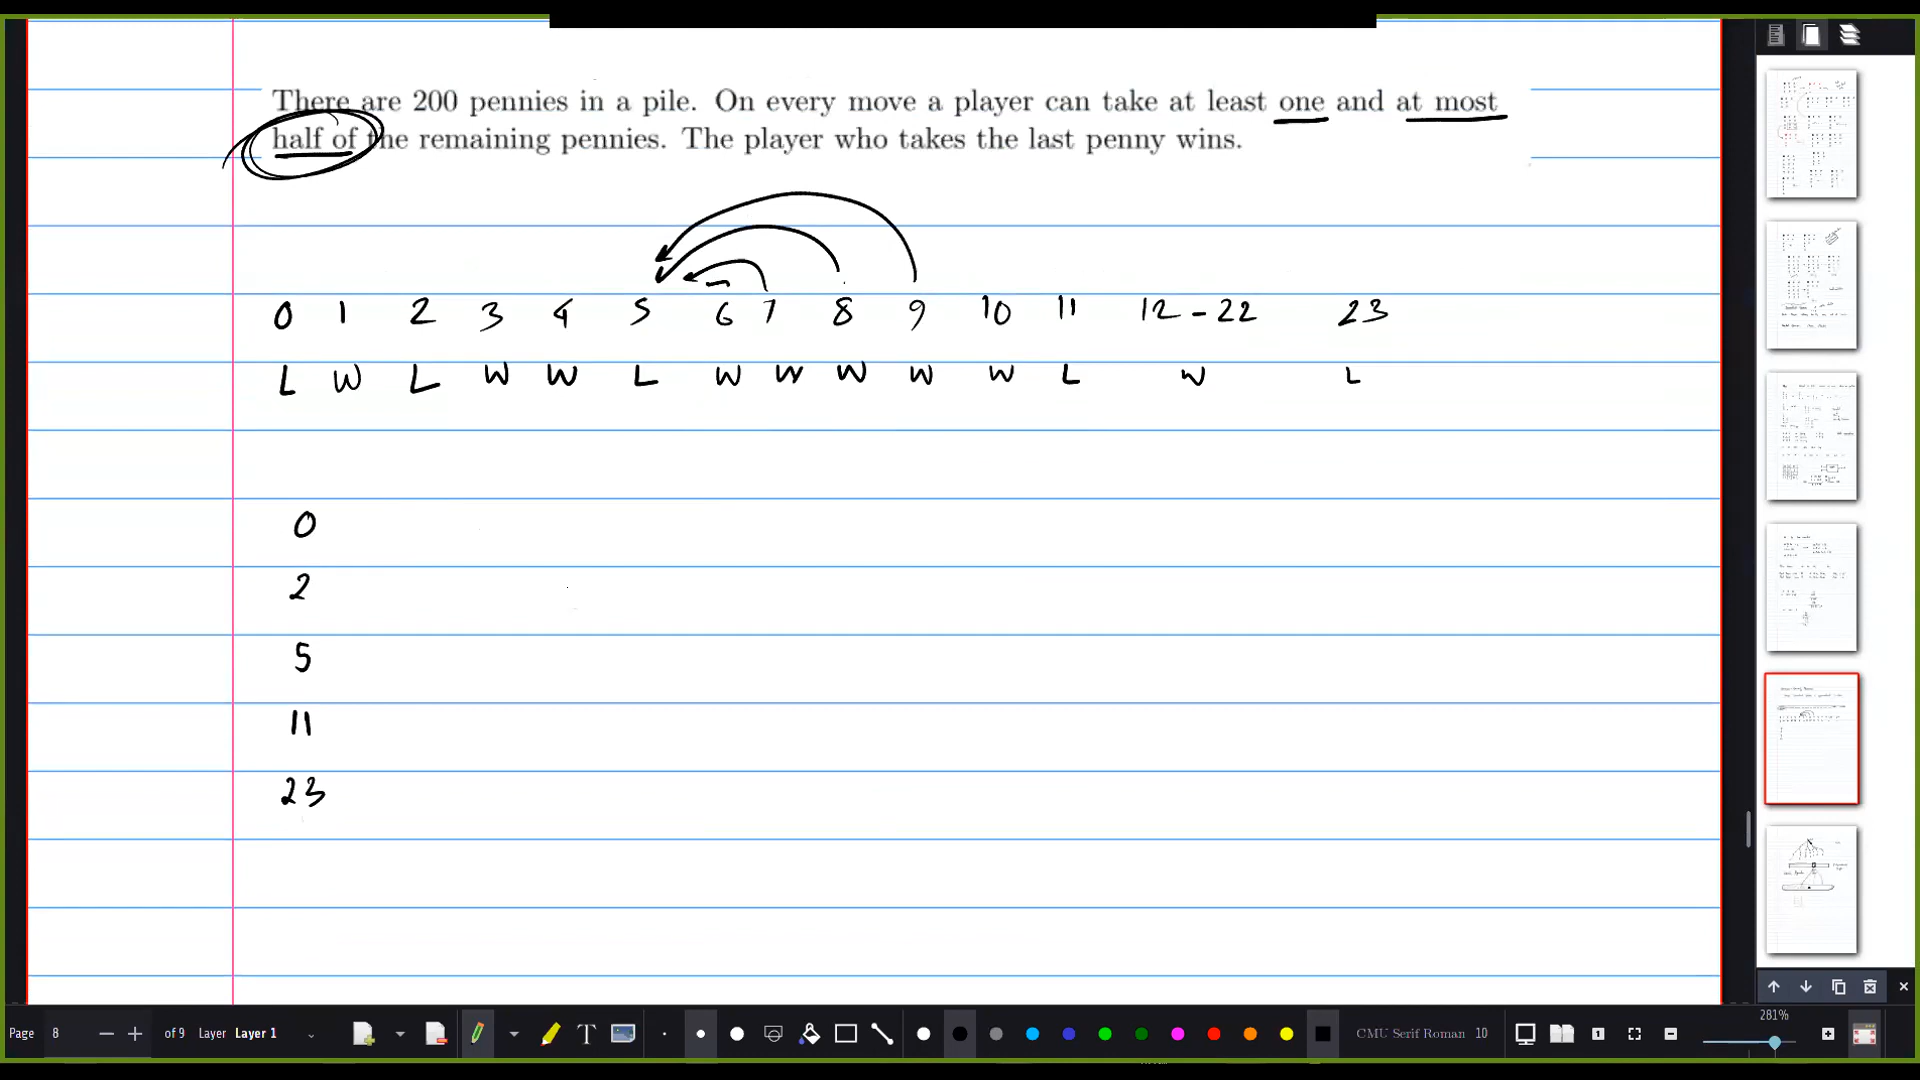 There are 200 pennies in a pile. On every move a player can take at least one and at most
half of the remaining pennies. The player who takes the last penny wins.
0 1 2 3 4 5 6 7 8 9 10 11 12 - 22 23
L W L W W L W W W W W L W L
0
2
5
11
23
281%
Page 8 of 9 Layer Layer 1 CMU Serif Roman 10